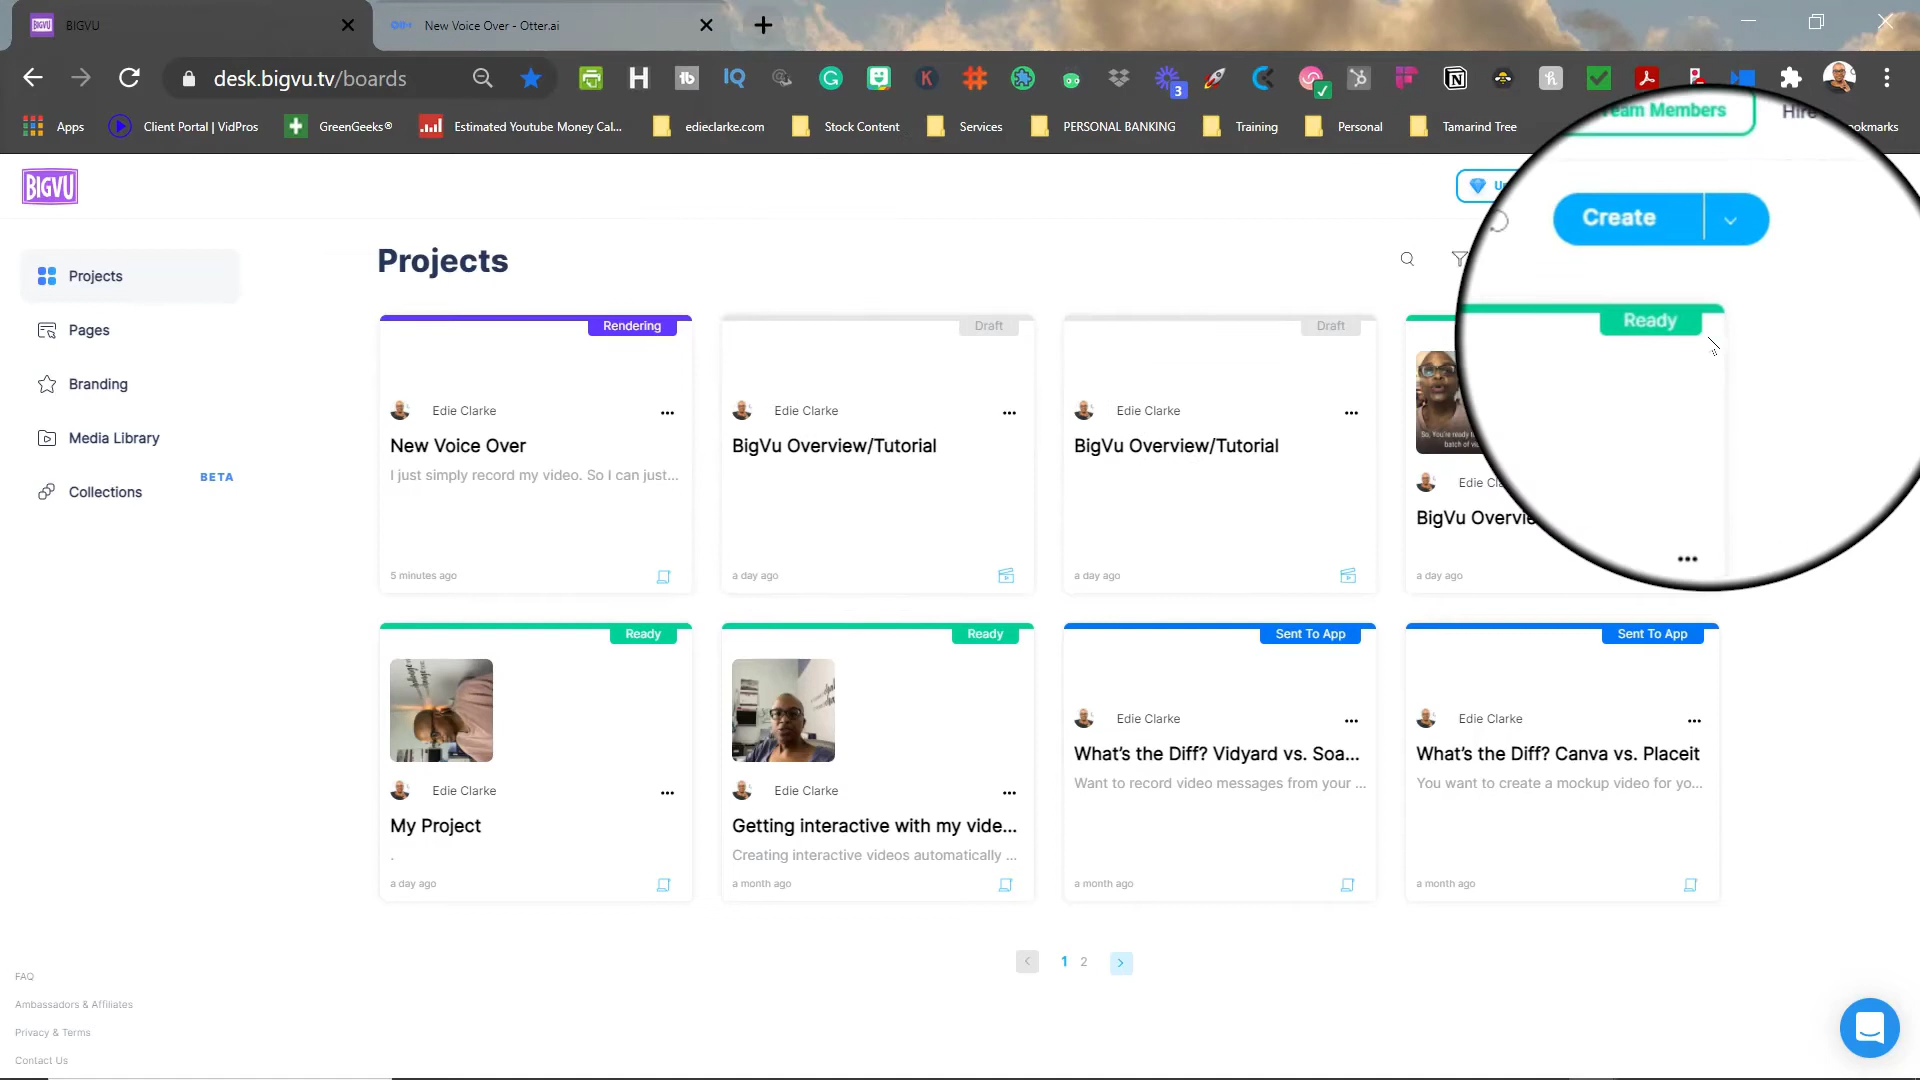 BIGVU
New Voice Over - Otter.ai
desk.bigvu.tv/boards
Apps
Client Portal | VidPros
GreenGeeks®
Estimated Youtube Money Cal...
edieclarke.com
Stock Content
Services
PERSONAL BANKING
Training
Personal
Tamarind Tree
Team Members
BIGVU
Projects
Pages
Branding
Media Library
BETA
Collections
Projects
Create
Rendering
Edie Clarke
New Voice Over
I just simply record my video. So I can just...
5 minutes ago
Draft
Edie Clarke
BigVu Overview/Tutorial
a day ago
Draft
Edie Clarke
BigVu Overview/Tutorial
a day ago
Ready
So, You're ready
batch of
Edie
BigVu
a day ago
Ready
Edie Clarke
My Project
.
a day ago
Ready
Edie Clarke
Getting interactive with my vide...
Creating interactive videos automatically ...
a month ago
Sent To App
Edie Clarke
What's the Diff? Vidyard vs. Soa...
Want to record video messages from your ...
a month ago
Sent To App
Edie Clarke
What's the Diff? Canva vs. Placeit
You want to create a mockup video for yo...
a month ago
1 2
FAQ
Ambassadors & Affiliates
Privacy & Terms
Contact Us